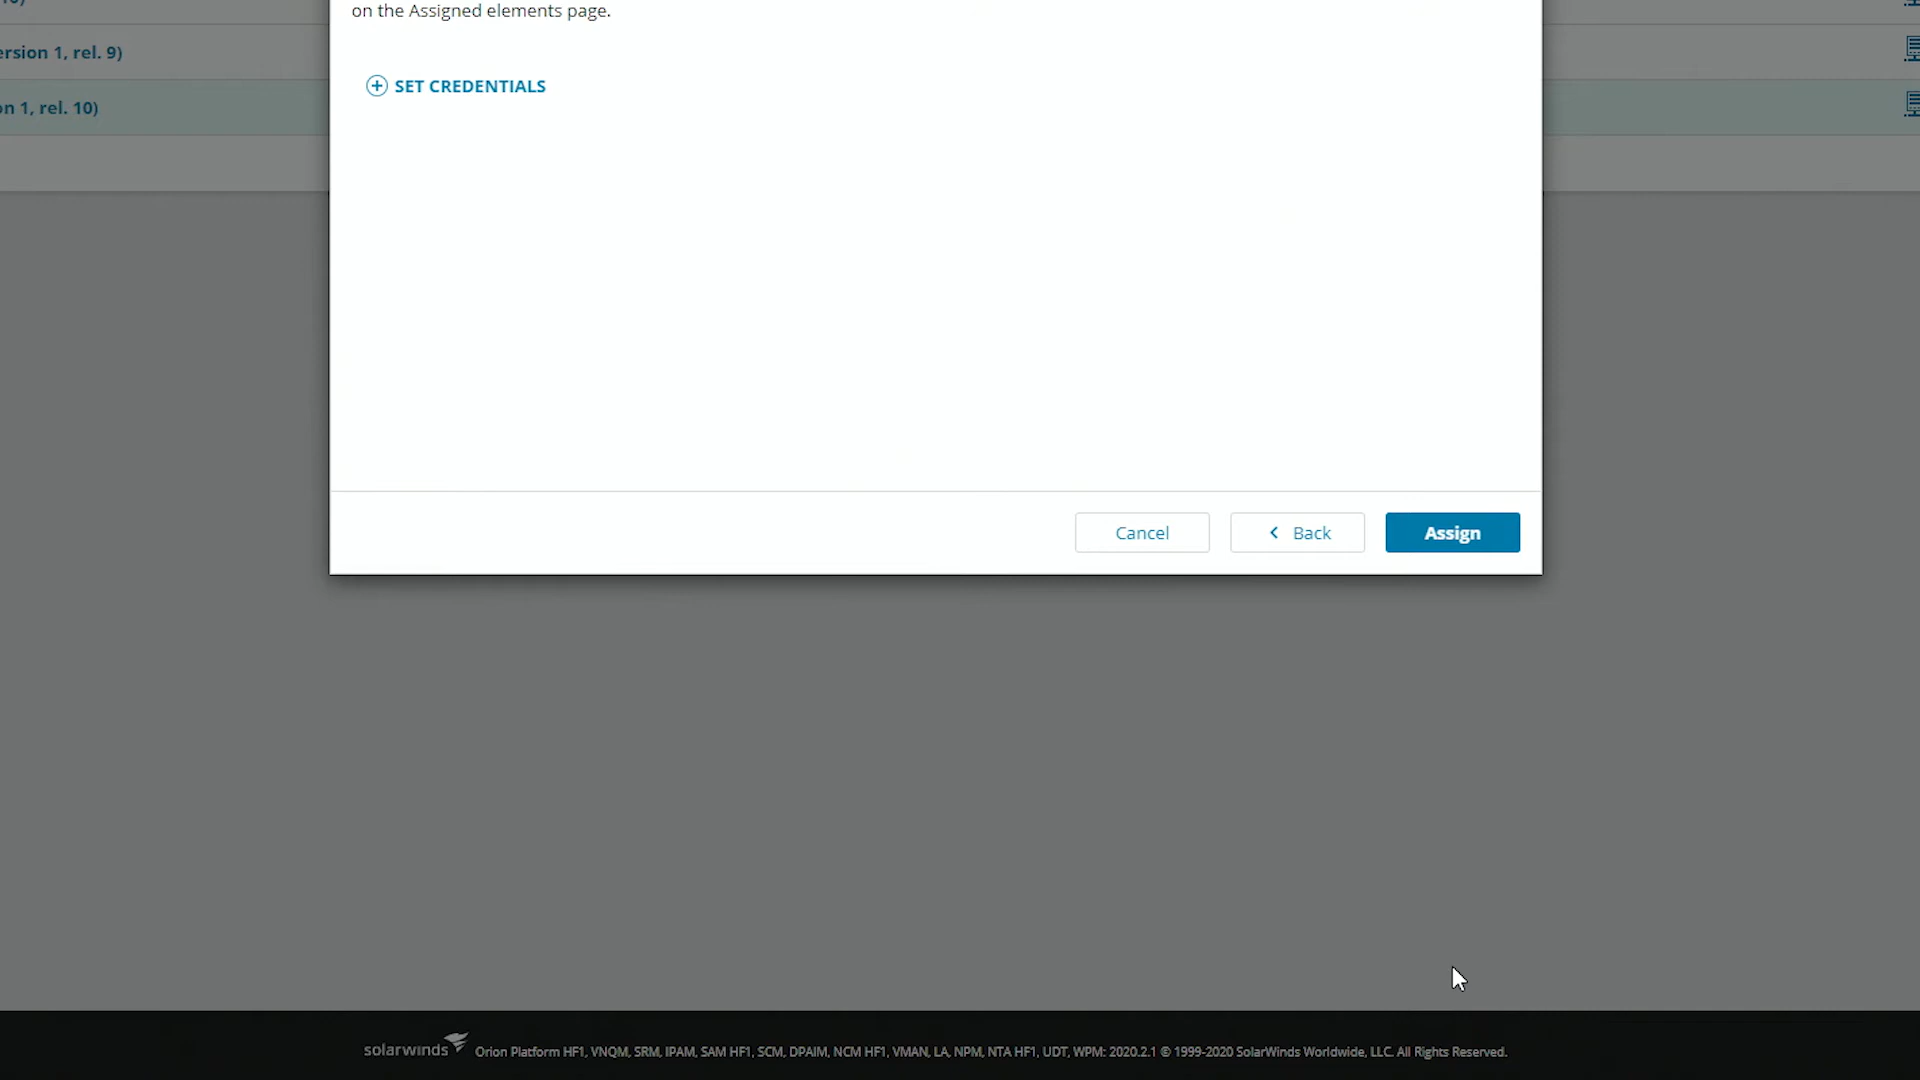 on the Assigned elements page.
ersion 1, rel. 9)
SET CREDENTIALS
on 1, rel. 10)
Cancel
Back
Assign
solarwinds Orion Platform HF1, VNQM, SRM, IPAM, SAM HF1, SCM, DPAIM, NCM HF1, VMAN, LA, NPM, NTA HF1, UDT, WPM: 2020.2.1 © 1999-2020 SolarWinds Worldwide, LLC. All Rights Reserved.